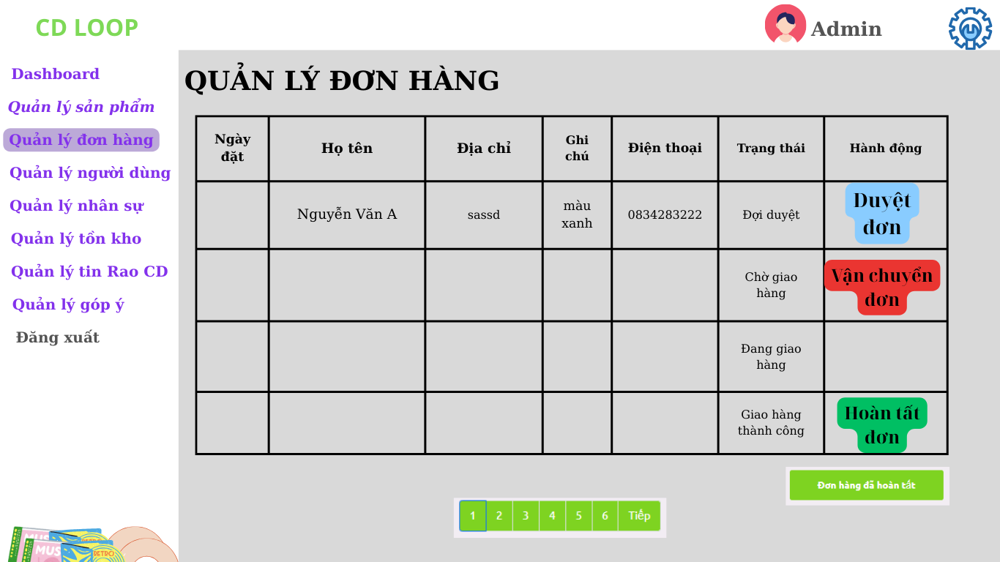 CD LOOP
Admin
Dashboard
Quản lý sản phẩm
Quản lý đơn hàng
Quản lý người dùng
Quản lý nhân sự
Quản lý tồn kho
Quản lý tin Rao CD
Quản lý góp ý
Đăng xuất
QUẢN LÝ ĐƠN HÀNG
Ngày
đặt
Họ tên
Địa chỉ
Ghi
chú
Điện thoại
Trạng thái
Hành động
Nguyễn Văn A
sassd
màu
xanh
0834283222
Đợi duyệt
Duyệt
đơn
Chờ giao
hàng
Vận chuyển
đơn
Đang giao
hàng
Giao hàng
thành công
Hoàn tất
đơn
Đơn hàng đã hoàn tất
1 2 3 4 5 6 Tiếp
MUS
RETRO